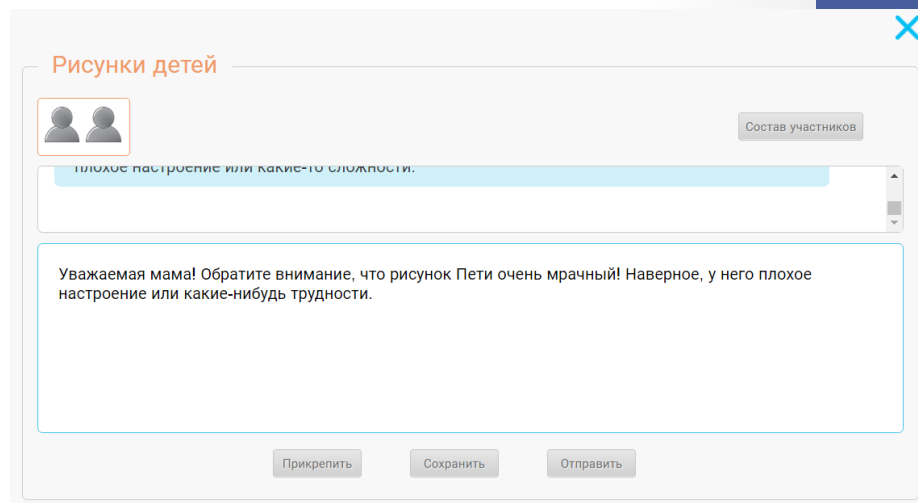 Рисунки детей
Состав участников
плохое настроение или какие-то сложности.
Уважаемая мама! Обратите внимание, что рисунок Пети очень мрачный! Наверное, у него плохое
настроение или какие-нибудь трудности.
Прикрепить Сохранить Отправить